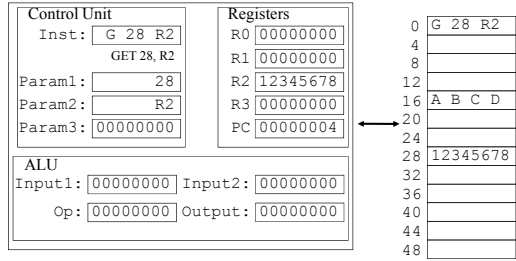 Control Unit
Inst: G 28 R2
GET 28, R2
Param1: 28
Param2: R2
Param3: 00000000
Registers
R0 00000000
R1 00000000
R2 12345678
R3 00000000
PC 00000004
ALU
Input1: 00000000 Input2: 00000000
Op: 00000000 Output: 00000000
0 G 28 R2
4
8
12
16 A B C D
20
24
28 12345678
32
36
40
44
48